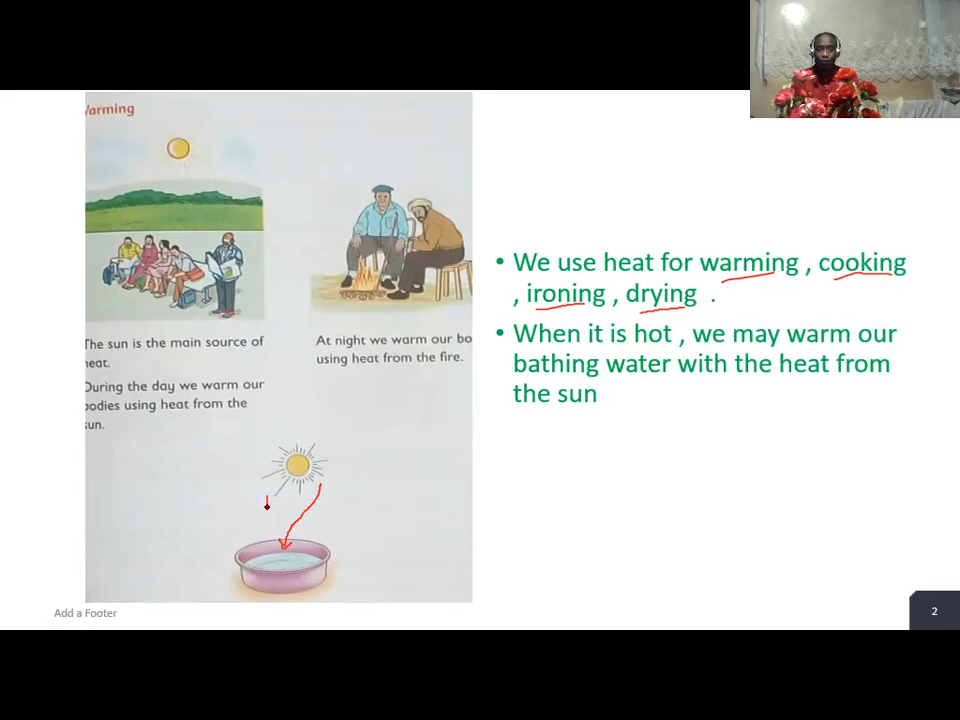 Warming
The sun is the main source of
heat.
During the day we warm our
bodies using heat from the
sun.
At night we warm our bo
using heat from the fire.
• We use heat for warming , cooking
, ironing , drying .
• When it is hot , we may warm our
bathing water with the heat from
the sun
Add a Footer
2